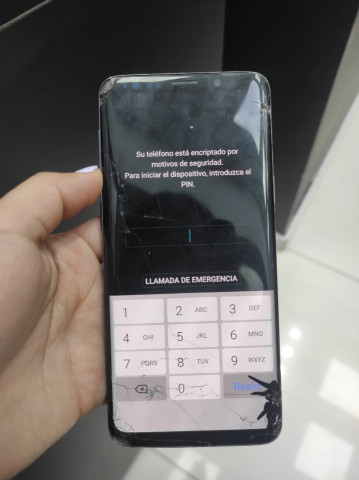 Su teléfono está encriptado por
motivos de seguridad.
Para iniciar el dispositivo, introduzca el
PIN.
LLAMADA DE EMERGENCIA
1 2 ABC 3 DEF
4 GHI 5 JKL 6 MNO
7 PQRS 8 TUV 9 WXYZ
0